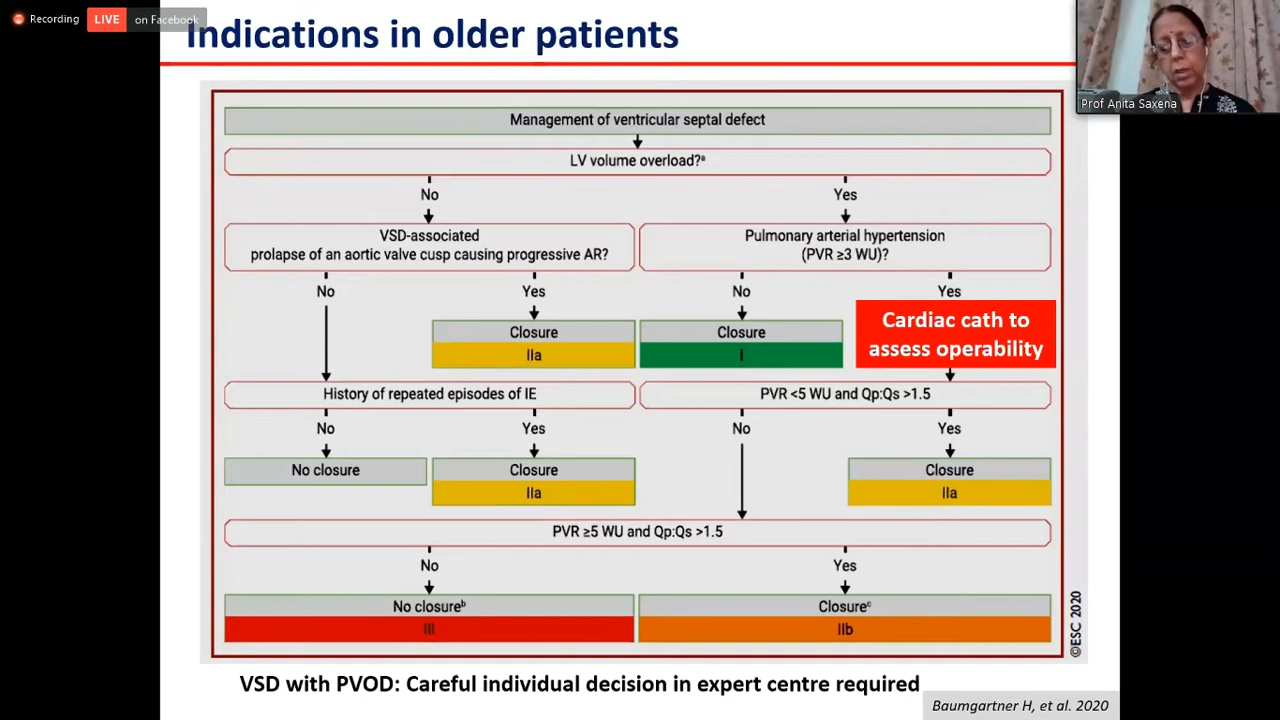 Recording
LIVE on Facebook
Indications in older patients
Prof Anita Saxena
Management of ventricular septal defect
LV volume overload?ᵃ
No
Yes
VSD-associated
prolapse of an aortic valve cusp causing progressive AR?
Pulmonary arterial hypertension
(PVR ≥3 WU)?
No
Yes
No
Yes
Closure
IIa
Closure
I
Cardiac cath to
assess operability
History of repeated episodes of IE
PVR <5 WU and Qp:Qs >1.5
No
Yes
No
Yes
No closure
Closure
IIa
Closure
IIa
PVR ≥5 WU and Qp:Qs >1.5
No
Yes
No closureᵇ
III
Closureᶜ
IIb
©ESC 2020
VSD with PVOD: Careful individual decision in expert centre required
Baumgartner H, et al. 2020